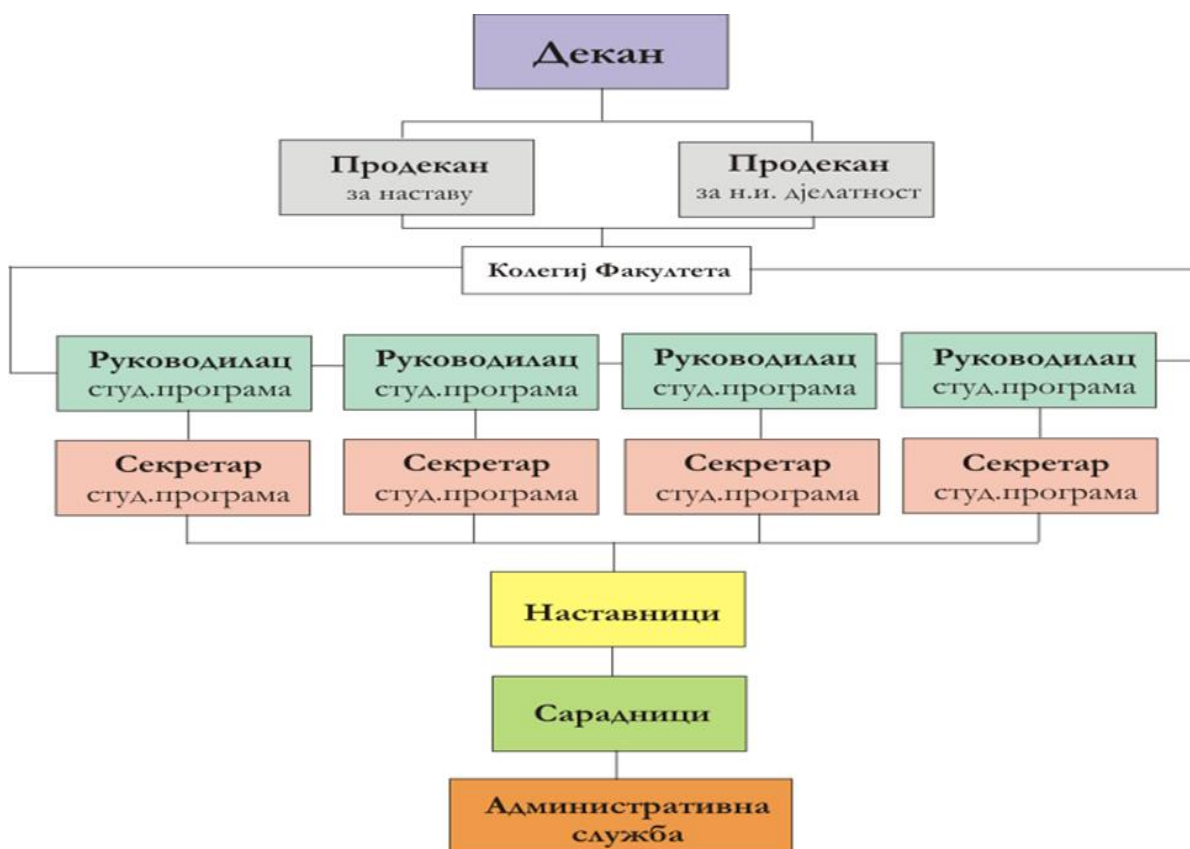 Декан
Продекан
за наставу
Продекан
за н.и. дјелатност
Колегиј Факултета
Руководилац
студ.програма
Руководилац
студ.програма
Руководилац
студ.програма
Руководилац
студ.програма
Секретар
студ.програма
Секретар
студ.програма
Секретар
студ.програма
Секретар
студ.програма
Наставници
Сарадници
Административна
служба